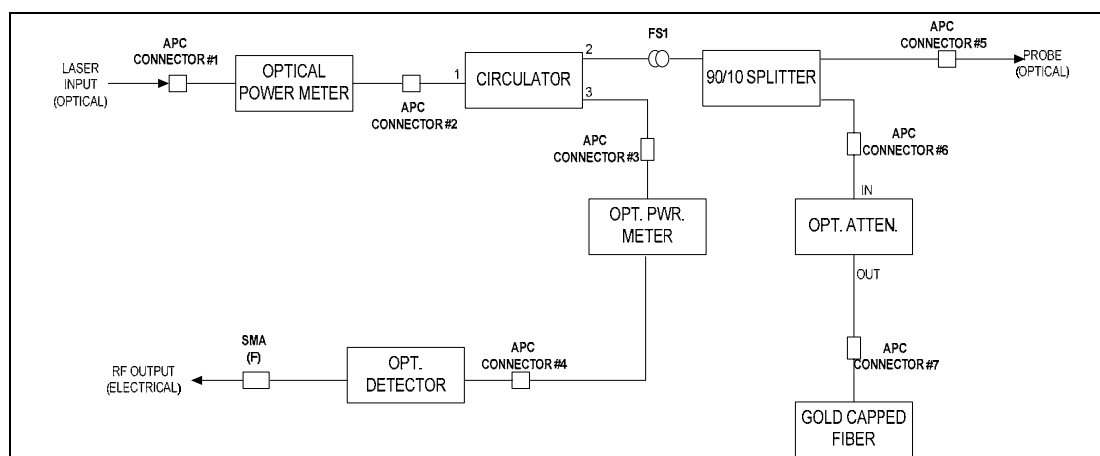 APC
CONNECTOR #1
LASER
INPUT
(OPTICAL)
OPTICAL
POWER METER
APC
CONNECTOR #2
1
CIRCULATOR
2
3
FS1
90/10 SPLITTER
APC
CONNECTOR #5
PROBE
(OPTICAL)
APC
CONNECTOR #3
APC
CONNECTOR #6
OPT. PWR.
METER
IN
OPT. ATTEN.
OUT
SMA
(F)
RF OUTPUT
(ELECTRICAL)
OPT.
DETECTOR
APC
CONNECTOR #4
APC
CONNECTOR #7
GOLD CAPPED
FIBER